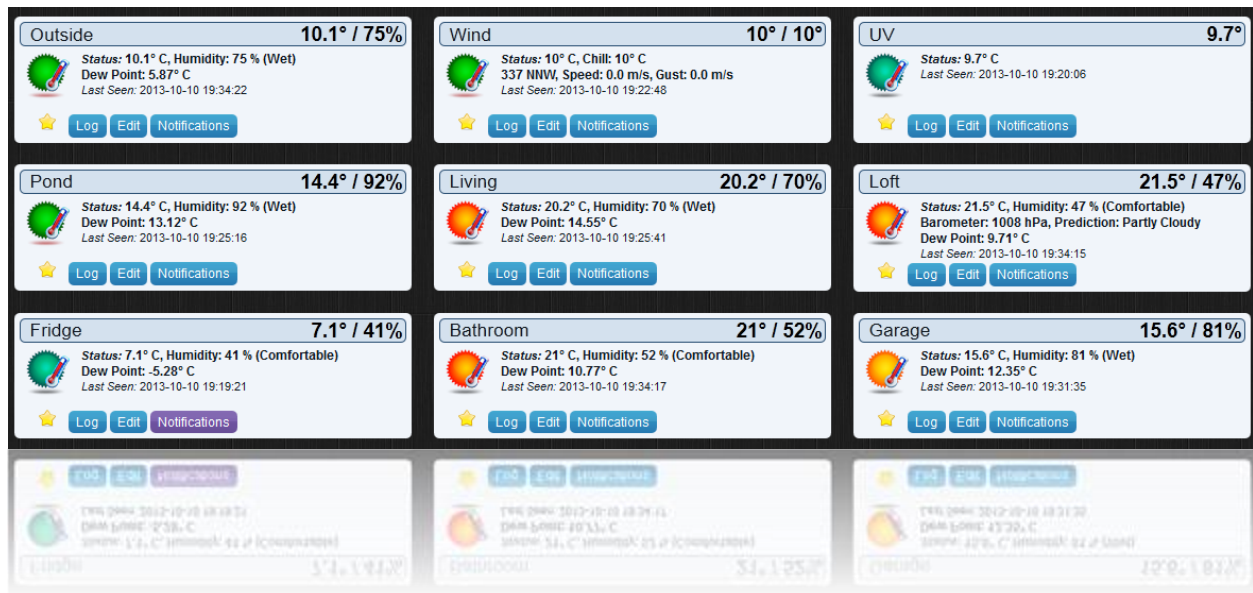 Outside 10.1° / 75%
Status: 10.1° C, Humidity: 75 % (Wet)
Dew Point: 5.87° C
Last Seen: 2013-10-10 19:34:22
Log Edit Notifications
Wind 10° / 10°
Status: 10° C, Chill: 10° C
337 NNW, Speed: 0.0 m/s, Gust: 0.0 m/s
Last Seen: 2013-10-10 19:22:48
Log Edit Notifications
UV 9.7°
Status: 9.7° C
Last Seen: 2013-10-10 19:20:06
Log Edit Notifications
Pond 14.4° / 92%
Status: 14.4° C, Humidity: 92 % (Wet)
Dew Point: 13.12° C
Last Seen: 2013-10-10 19:25:16
Log Edit Notifications
Living 20.2° / 70%
Status: 20.2° C, Humidity: 70 % (Wet)
Dew Point: 14.55° C
Last Seen: 2013-10-10 19:25:41
Log Edit Notifications
Loft 21.5° / 47%
Status: 21.5° C, Humidity: 47 % (Comfortable)
Barometer: 1008 hPa, Prediction: Partly Cloudy
Dew Point: 9.71° C
Last Seen: 2013-10-10 19:34:15
Log Edit Notifications
Fridge 7.1° / 41%
Status: 7.1° C, Humidity: 41 % (Comfortable)
Dew Point: -5.28° C
Last Seen: 2013-10-10 19:19:21
Log Edit Notifications
Bathroom 21° / 52%
Status: 21° C, Humidity: 52 % (Comfortable)
Dew Point: 10.77° C
Last Seen: 2013-10-10 19:34:17
Log Edit Notifications
Garage 15.6° / 81%
Status: 15.6° C, Humidity: 81 % (Wet)
Dew Point: 12.35° C
Last Seen: 2013-10-10 19:31:35
Log Edit Notifications